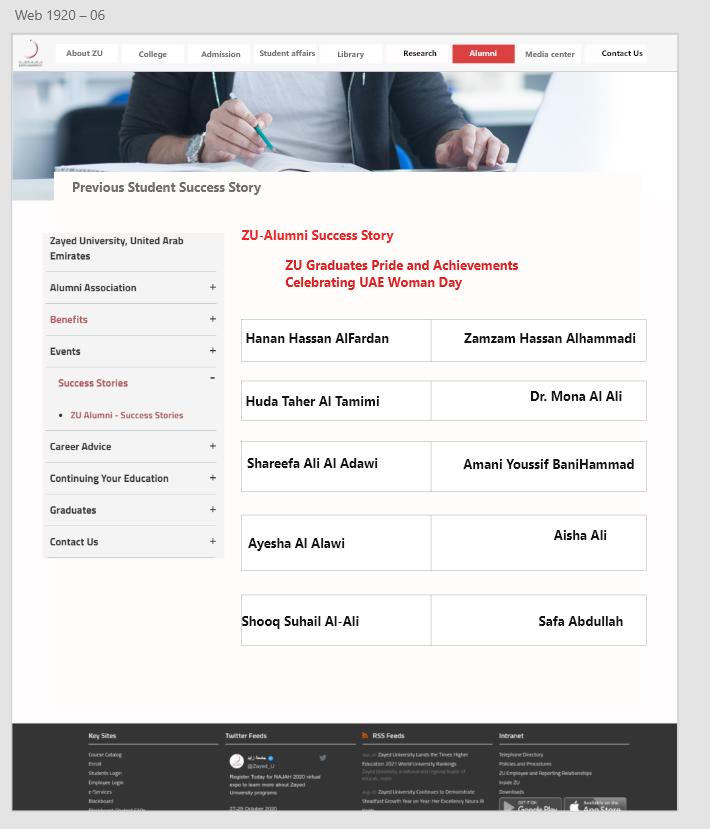 Web 1920 – 06
About ZU
College
Admission
Student affairs
Library
Research
Alumni
Media center
Contact Us
Previous Student Success Story
Zayed University, United Arab
Emirates
Alumni Association +
Benefits +
Events +
Success Stories -
• ZU Alumni - Success Stories
Career Advice +
Continuing Your Education +
Graduates +
Contact Us +
ZU-Alumni Success Story
ZU Graduates Pride and Achievements
Celebrating UAE Woman Day
Hanan Hassan AlFardan
Zamzam Hassan Alhammadi
Huda Taher Al Tamimi
Dr. Mona Al Ali
Shareefa Ali Al Adawi
Amani Youssif BaniHammad
Ayesha Al Alawi
Aisha Ali
Shooq Suhail Al-Ali
Safa Abdullah
Key Sites
Course Catalog
Enroll
Students Login
Employee Login
e-Services
Blackboard
Twitter Feeds
جامعة زايد
@Zayed_U
Register Today for NAJAH 2020 virtual
expo to learn more about Zayed
University programs
27-29 October 2020
RSS Feeds
Zayed University Lands the Times Higher
Education 2021 World University Rankings
Zayed University, a national and regional leader of
Zayed University Continues to Demonstrate
Steadfast Growth Year on Year: Her Excellency Noura Al
Intranet
Telephone Directory
Policies and Procedures
ZU Employee and Reporting Relationships
Inside ZU
Downloads
GET IT ON
Google Play
Available on the
App Store